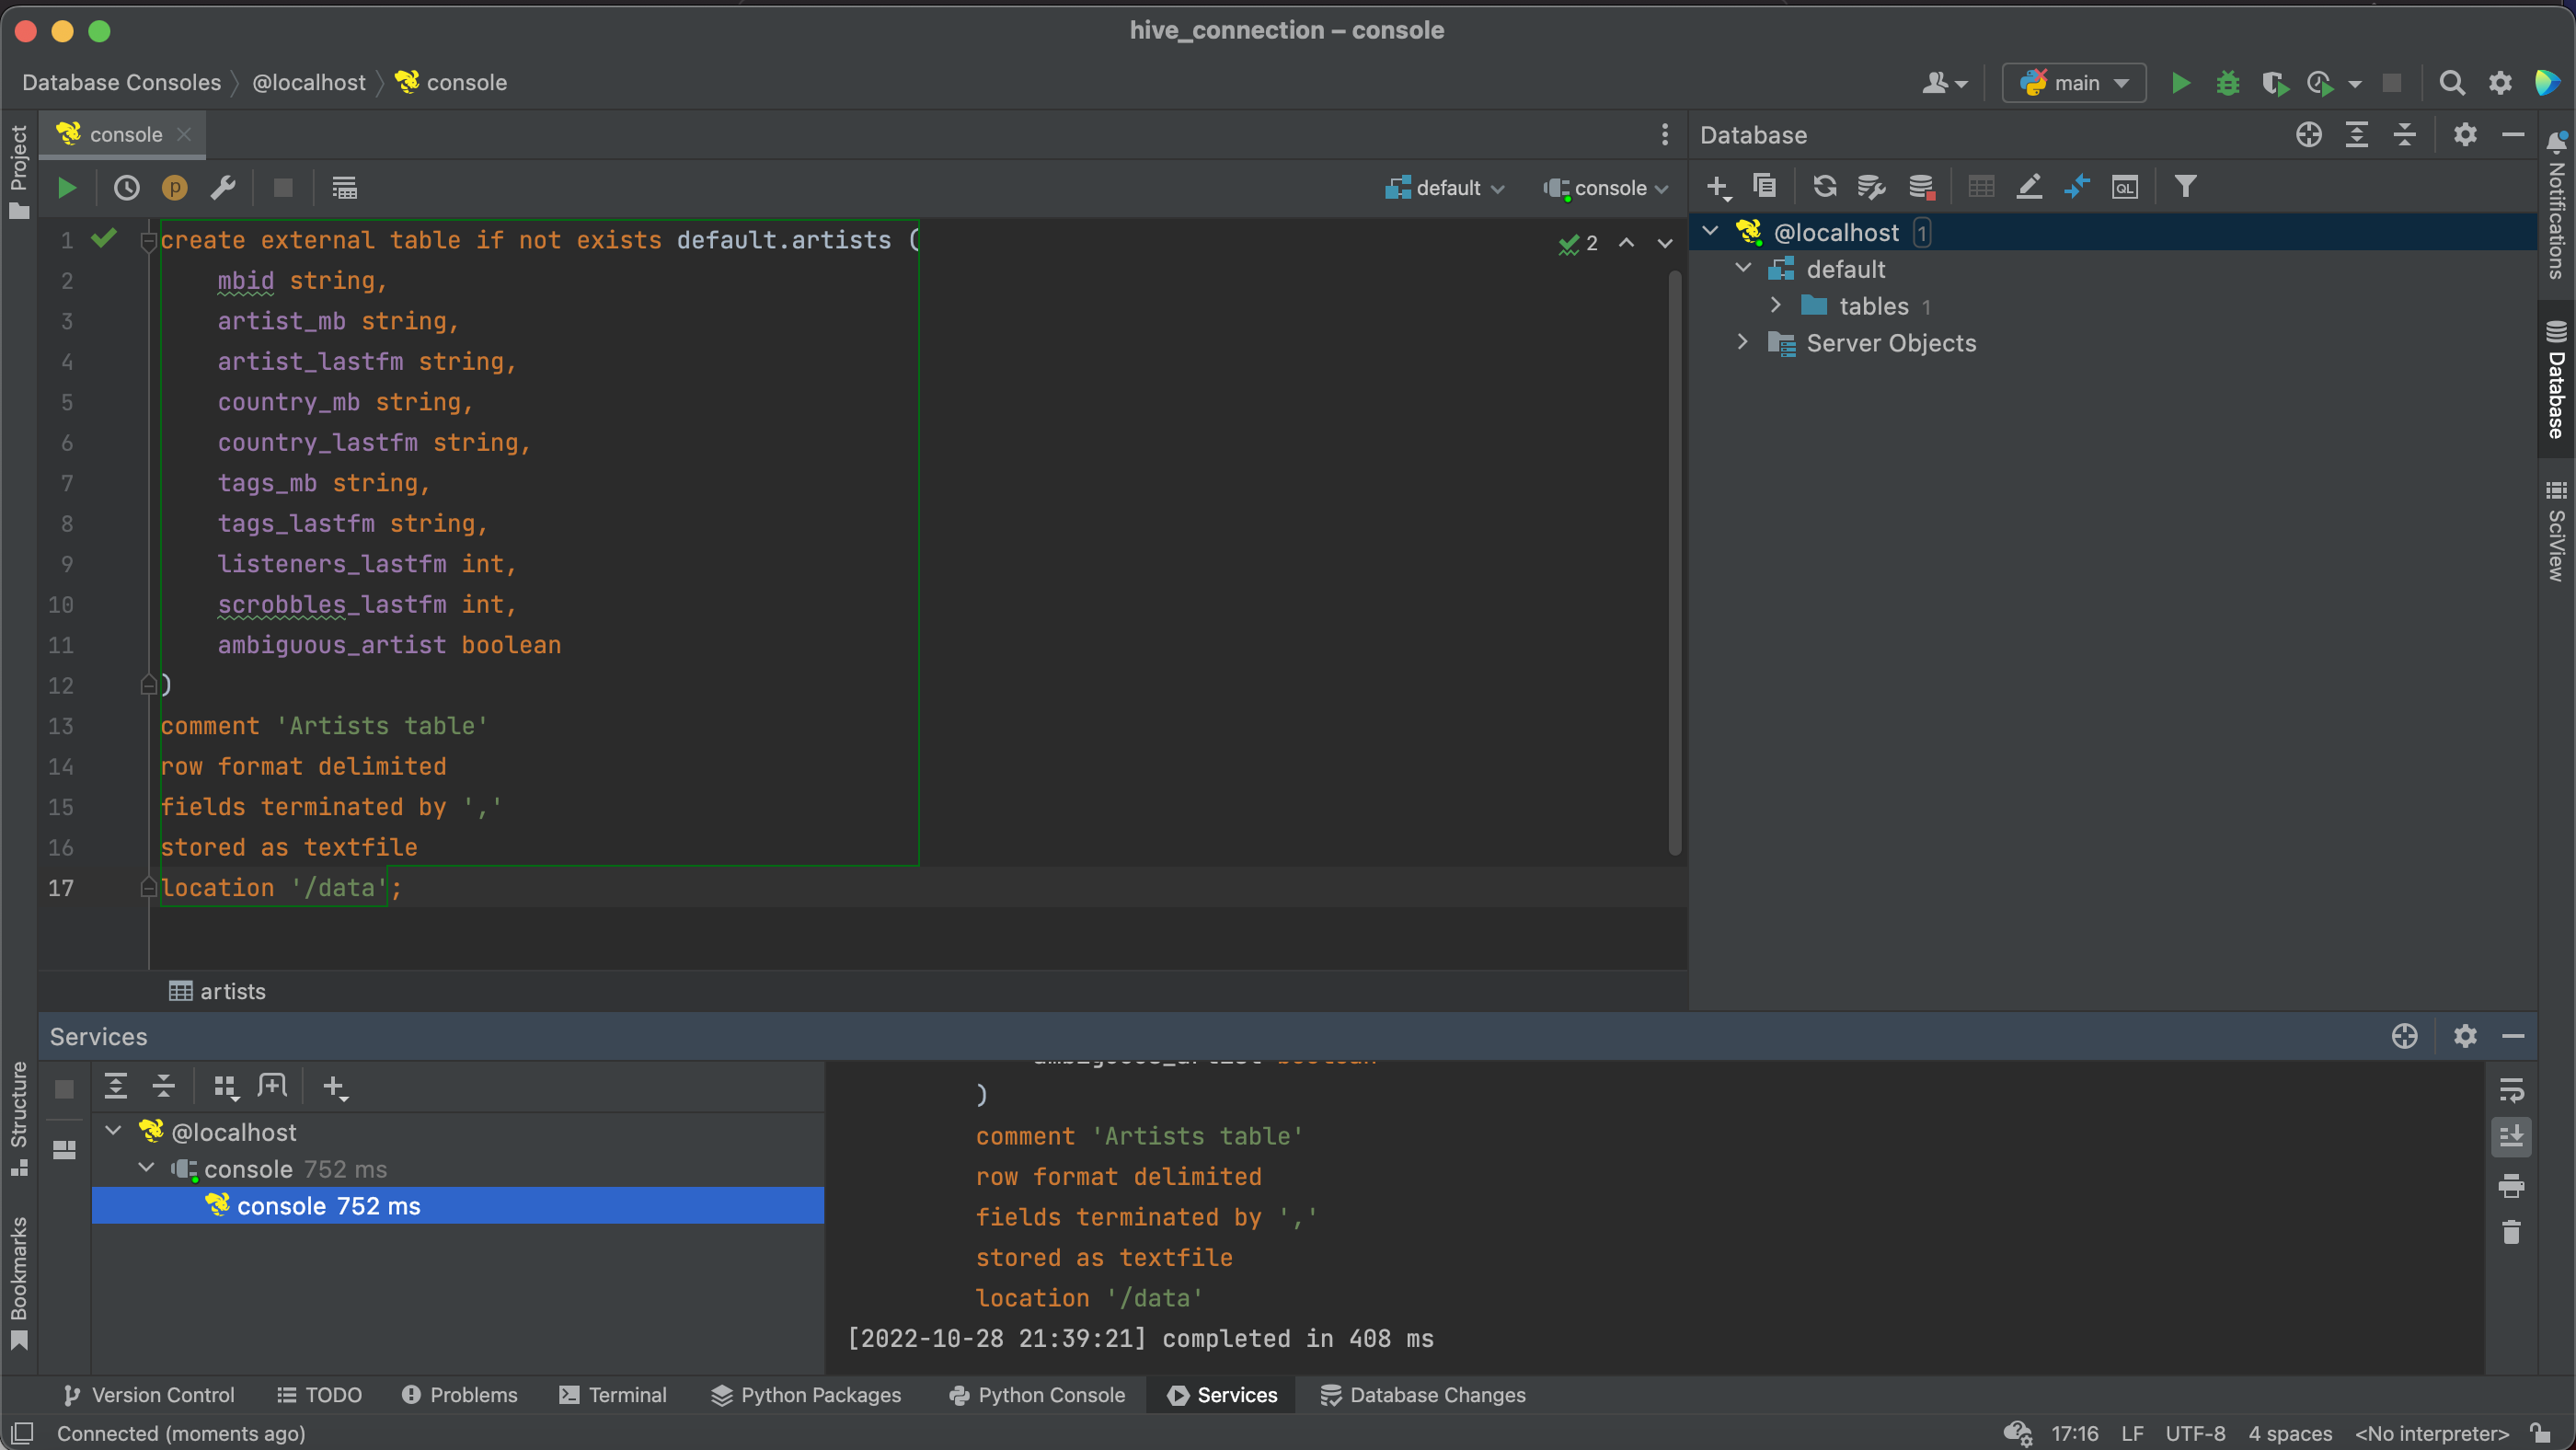 hive_connection – console
Database Consoles
@localhost
console
main
Project
console
default
console
1 create external table if not exists default.artists (
2 mbid string,
3 artist_mb string,
4 artist_lastfm string,
5 country_mb string,
6 country_lastfm string,
7 tags_mb string,
8 tags_lastfm string,
9 listeners_lastfm int,
10 scrobbles_lastfm int,
11 ambiguous_artist boolean
12 )
13 comment 'Artists table'
14 row format delimited
15 fields terminated by ','
16 stored as textfile
17 location '/data';
2
artists
Database
@localhost 1
default
tables 1
Server Objects
Notifications
Database
SciView
Services
Structure
Bookmarks
@localhost
console 752 ms
console 752 ms
ambiguous_artist boolean
)
comment 'Artists table'
row format delimited
fields terminated by ','
stored as textfile
location '/data'
[2022-10-28 21:39:21] completed in 408 ms
Version Control
TODO
Problems
Terminal
Python Packages
Python Console
Services
Database Changes
Connected (moments ago)
17:16
LF
UTF-8
4 spaces
<No interpreter>